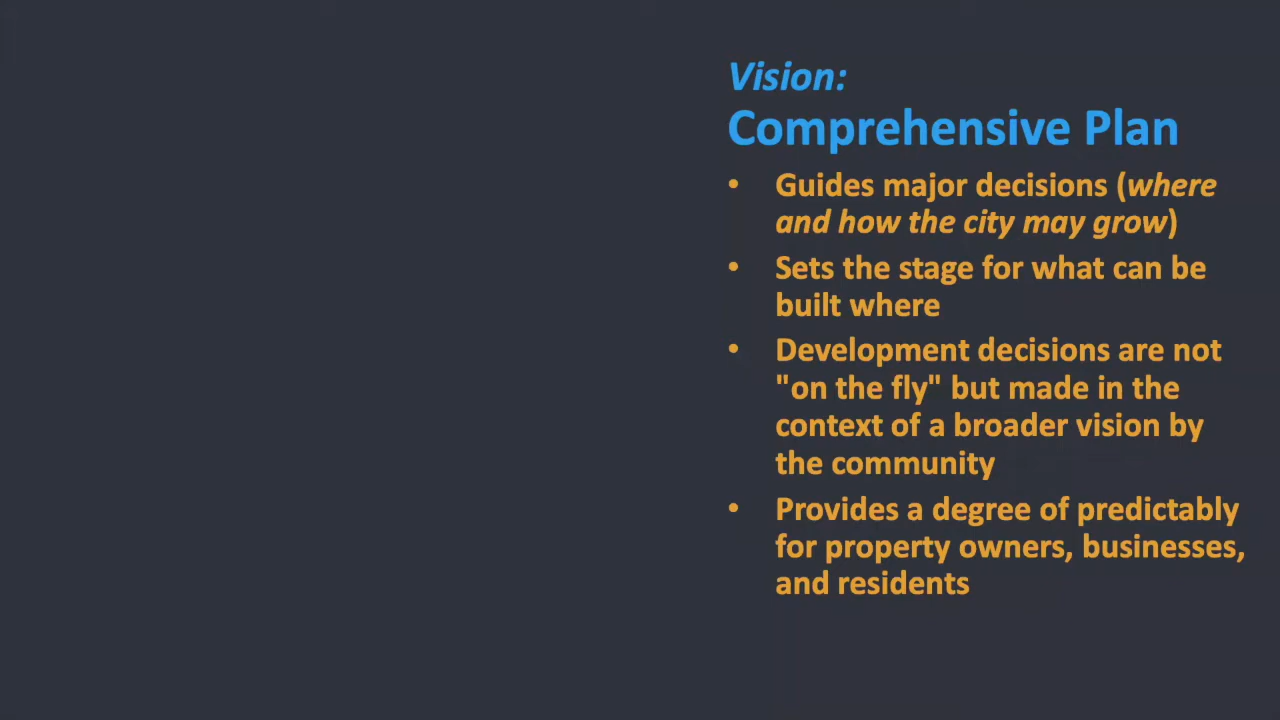 Vision:
Comprehensive Plan
• Guides major decisions (where
and how the city may grow)
• Sets the stage for what can be
built where
• Development decisions are not
"on the fly" but made in the
context of a broader vision by
the community
• Provides a degree of predictably
for property owners, businesses,
and residents